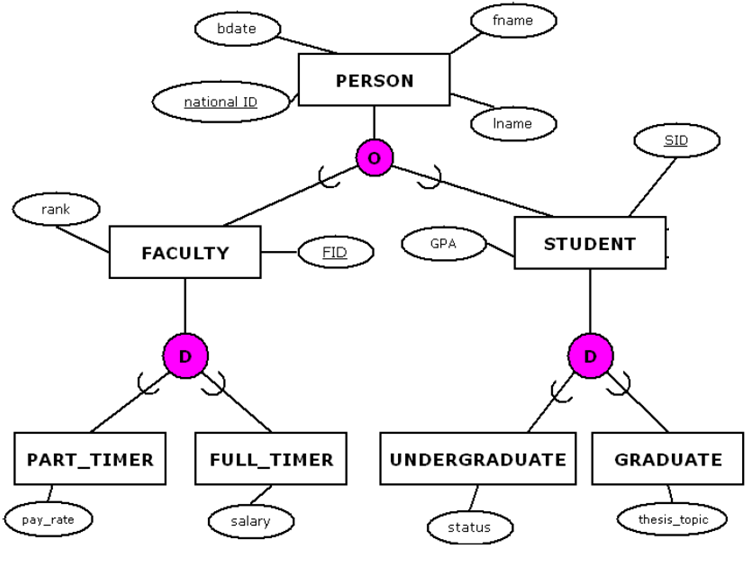 bdate
fname
PERSON
national ID
lname
SID
O
rank
FACULTY
FID
GPA
STUDENT
D
D
PART_TIMER
FULL_TIMER
UNDERGRADUATE
GRADUATE
pay_rate
salary
status
thesis_topic